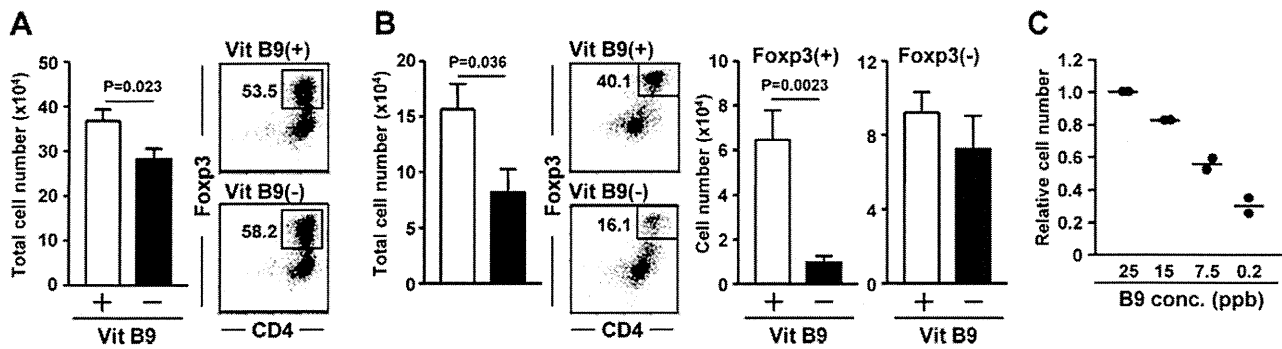 A
Total cell number (x10⁴)
50
40
30
20
10
0
P=0.023
+ −
Vit B9
Vit B9(+)
53.5
Foxp3
Vit B9(-)
58.2
CD4
B
Total cell number (x10⁴)
20
15
10
5
0
P=0.036
+ −
Vit B9
Vit B9(+)
40.1
Foxp3
Vit B9(-)
16.1
CD4
Foxp3(+)
Cell number (x10⁴)
8
6
4
2
0
P=0.0023
+ −
Vit B9
Foxp3(-)
12
9
6
3
0
+ −
Vit B9
C
Relative cell number
1.2
1.0
0.8
0.6
0.4
0.2
0
25 15 7.5 0.2
B9 conc. (ppb)